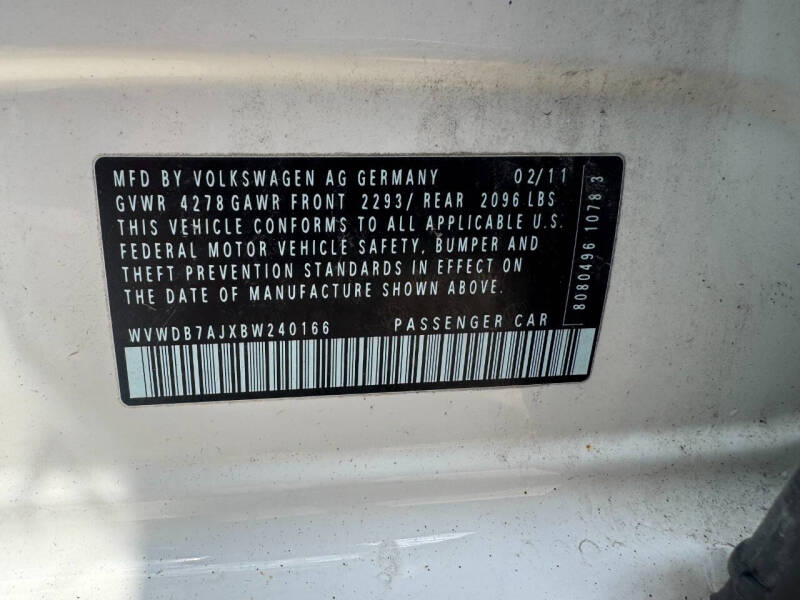 MFD BY VOLKSWAGEN AG GERMANY 02/11
GVWR 4278 GAWR FRONT 2293/ REAR 2096 LBS
THIS VEHICLE CONFORMS TO ALL APPLICABLE U.S.
FEDERAL MOTOR VEHICLE SAFETY, BUMPER AND
THEFT PREVENTION STANDARDS IN EFFECT ON
THE DATE OF MANUFACTURE SHOWN ABOVE.
WVWDB7AJXBW240166 PASSENGER CAR
8080496 1078 3